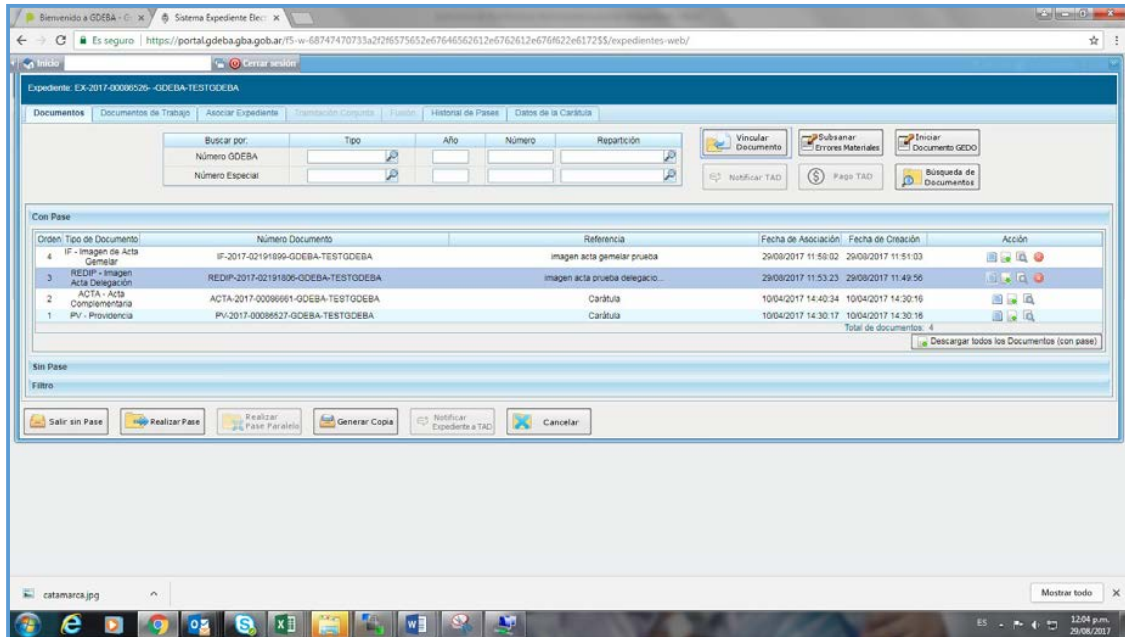 Bienvenido a GDEBA - G
Sistema Expediente Elec
Es seguro | https://portal.gdeba.gba.gob.ar/f5-w-68747470733a2f2f6575652e67646562612e6762612e676f622e6172$$/expedientes-web/
Inicio
Cerrar sesión
Expediente: EX-2017-00086526- -GDEBA-TESTGDEBA
Documentos Documentos de Trabajo Asociar Expediente Tramitación Conjunta Fusión Historial de Pases Datos de la Carátula
Buscar por: Tipo Año Número Repartición
Número GDEBA
Número Especial
Vincular Documento
Subsanar Errores Materiales
Iniciar Documento GEDO
Notificar TAD
Pago TAD
Búsqueda de Documentos
Con Pase
Orden Tipo de Documento Número Documento Referencia Fecha de Asociación Fecha de Creación Acción
4 IF - Imagen de Acta Gemelar IF-2017-02191899-GDEBA-TESTGDEBA imagen acta gemelar prueba 29/08/2017 11:58:02 29/08/2017 11:51:03
3 REDIP - Imagen Acta Delegación REDIP-2017-02191806-GDEBA-TESTGDEBA imagen acta prueba delegacio... 29/08/2017 11:53:23 29/08/2017 11:49:56
2 ACTA - Acta Complementaria ACTA-2017-00086661-GDEBA-TESTGDEBA Carátula 10/04/2017 14:40:34 10/04/2017 14:30:16
1 PV - Providencia PV-2017-00086527-GDEBA-TESTGDEBA Carátula 10/04/2017 14:30:17 10/04/2017 14:30:16
Total de documentos: 4
Descargar todos los Documentos (con pase)
Sin Pase
Filtro
Salir sin Pase
Realizar Pase
Realizar Pase Paralelo
Generar Copia
Notificar Expediente a TAD
Cancelar
catamarca.jpg
Mostrar todo
ES
12:04 p.m.
29/08/2017